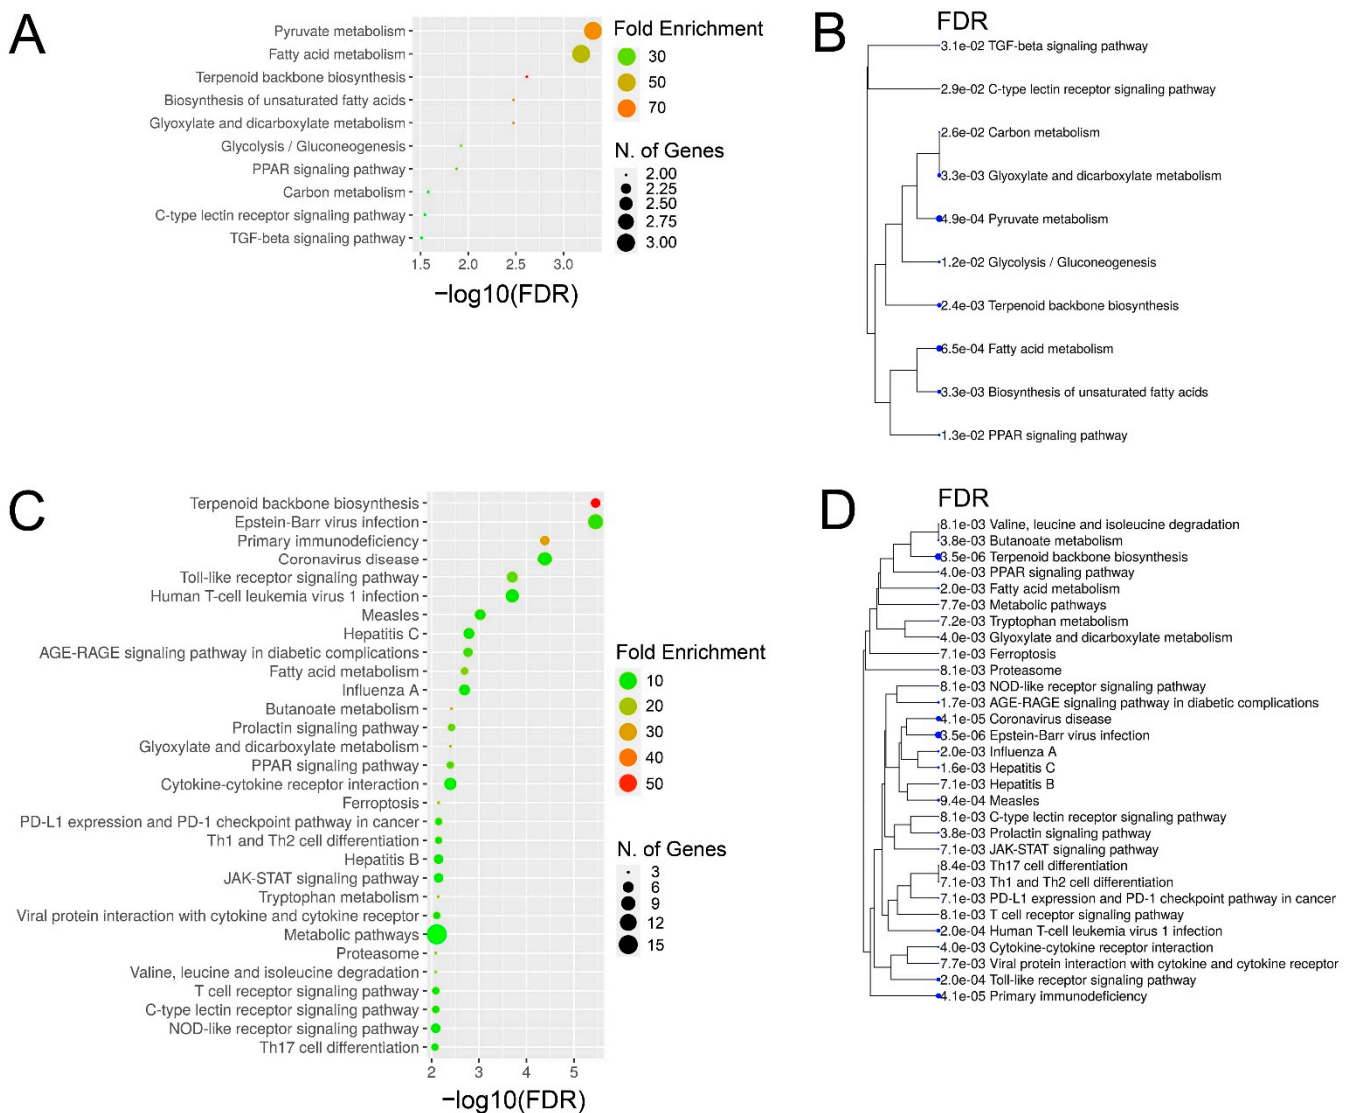 A
Pyruvate metabolism
Fatty acid metabolism
Terpenoid backbone biosynthesis
Biosynthesis of unsaturated fatty acids
Glyoxylate and dicarboxylate metabolism
Glycolysis / Gluconeogenesis
PPAR signaling pathway
Carbon metabolism
C-type lectin receptor signaling pathway
TGF-beta signaling pathway
1.5 2.0 2.5 3.0
−log10(FDR)
Fold Enrichment
30
50
70
N. of Genes
2.00
2.25
2.50
2.75
3.00
B
FDR
3.1e-02 TGF-beta signaling pathway
2.9e-02 C-type lectin receptor signaling pathway
2.6e-02 Carbon metabolism
3.3e-03 Glyoxylate and dicarboxylate metabolism
4.9e-04 Pyruvate metabolism
1.2e-02 Glycolysis / Gluconeogenesis
2.4e-03 Terpenoid backbone biosynthesis
6.5e-04 Fatty acid metabolism
3.3e-03 Biosynthesis of unsaturated fatty acids
1.3e-02 PPAR signaling pathway
C
Terpenoid backbone biosynthesis
Epstein-Barr virus infection
Primary immunodeficiency
Coronavirus disease
Toll-like receptor signaling pathway
Human T-cell leukemia virus 1 infection
Measles
Hepatitis C
AGE-RAGE signaling pathway in diabetic complications
Fatty acid metabolism
Influenza A
Butanoate metabolism
Prolactin signaling pathway
Glyoxylate and dicarboxylate metabolism
PPAR signaling pathway
Cytokine-cytokine receptor interaction
Ferroptosis
PD-L1 expression and PD-1 checkpoint pathway in cancer
Th1 and Th2 cell differentiation
Hepatitis B
JAK-STAT signaling pathway
Tryptophan metabolism
Viral protein interaction with cytokine and cytokine receptor
Metabolic pathways
Proteasome
Valine, leucine and isoleucine degradation
T cell receptor signaling pathway
C-type lectin receptor signaling pathway
NOD-like receptor signaling pathway
Th17 cell differentiation
2 3 4 5
−log10(FDR)
Fold Enrichment
10
20
30
40
50
N. of Genes
3
6
9
12
15
D
FDR
8.1e-03 Valine, leucine and isoleucine degradation
3.8e-03 Butanoate metabolism
3.5e-06 Terpenoid backbone biosynthesis
4.0e-03 PPAR signaling pathway
2.0e-03 Fatty acid metabolism
7.7e-03 Metabolic pathways
7.2e-03 Tryptophan metabolism
4.0e-03 Glyoxylate and dicarboxylate metabolism
7.1e-03 Ferroptosis
8.1e-03 Proteasome
8.1e-03 NOD-like receptor signaling pathway
1.7e-03 AGE-RAGE signaling pathway in diabetic complications
4.1e-05 Coronavirus disease
3.5e-06 Epstein-Barr virus infection
2.0e-03 Influenza A
1.6e-03 Hepatitis C
7.1e-03 Hepatitis B
9.4e-04 Measles
8.1e-03 C-type lectin receptor signaling pathway
3.8e-03 Prolactin signaling pathway
7.1e-03 JAK-STAT signaling pathway
8.4e-03 Th17 cell differentiation
7.1e-03 Th1 and Th2 cell differentiation
7.1e-03 PD-L1 expression and PD-1 checkpoint pathway in cancer
8.1e-03 T cell receptor signaling pathway
2.0e-04 Human T-cell leukemia virus 1 infection
4.0e-03 Cytokine-cytokine receptor interaction
7.7e-03 Viral protein interaction with cytokine and cytokine receptor
2.0e-04 Toll-like receptor signaling pathway
4.1e-05 Primary immunodeficiency